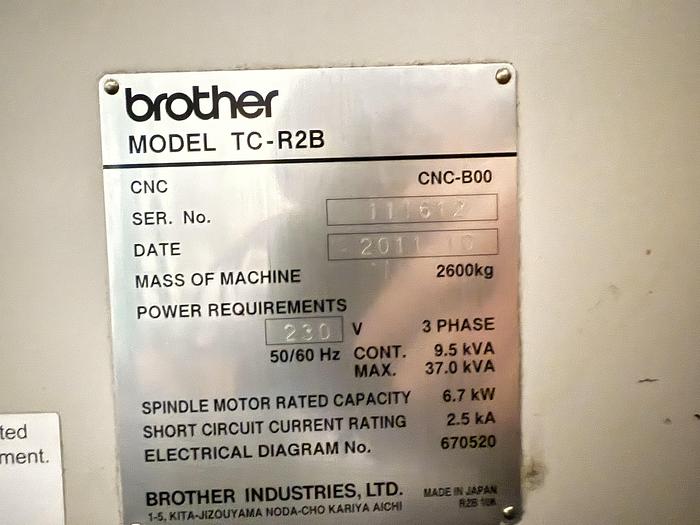 brother
MODEL TC-R2B
CNC CNC-B00
SER. No. 111612
DATE 2011 10
MASS OF MACHINE 2600kg
POWER REQUIREMENTS
230 V 3 PHASE
50/60 Hz CONT. 9.5 kVA
MAX. 37.0 kVA
SPINDLE MOTOR RATED CAPACITY 6.7 kW
SHORT CIRCUIT CURRENT RATING 2.5 kA
ELECTRICAL DIAGRAM No. 670520
BROTHER INDUSTRIES, LTD. MADE IN JAPAN
1-5, KITA-JIZOUYAMA NODA-CHO KARIYA AICHI R2B
ted
ment.